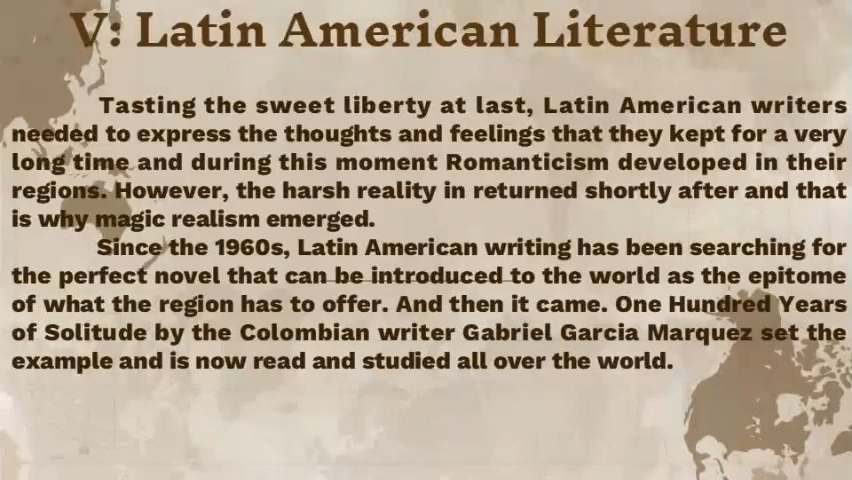 V: Latin American Literature
Tasting the sweet liberty at last, Latin American writers
needed to express the thoughts and feelings that they kept for a very
long time and during this moment Romanticism developed in their
regions. However, the harsh reality in returned shortly after and that
is why magic realism emerged.
Since the 1960s, Latin American writing has been searching for
the perfect novel that can be introduced to the world as the epitome
of what the region has to offer. And then it came. One Hundred Years
of Solitude by the Colombian writer Gabriel Garcia Marquez set the
example and is now read and studied all over the world.